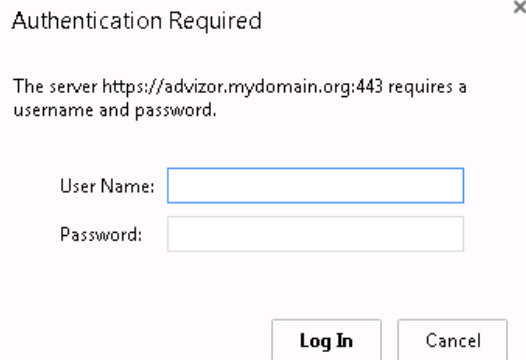 Authentication Required
The server https://advizor.mydomain.org:443 requires a
username and password.
User Name:
Password:
Log In Cancel